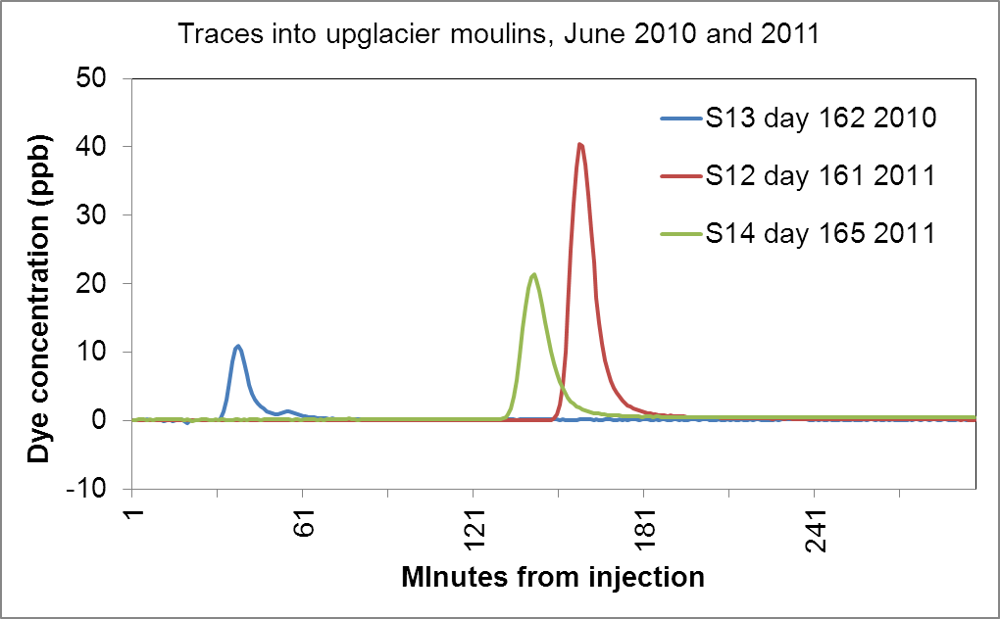 Traces into upglacier moulins, June 2010 and 2011
50
40
30
20
10
0
-10
Dye concentration (ppb)
S13 day 162 2010
S12 day 161 2011
S14 day 165 2011
1
61
121
181
241
MInutes from injection